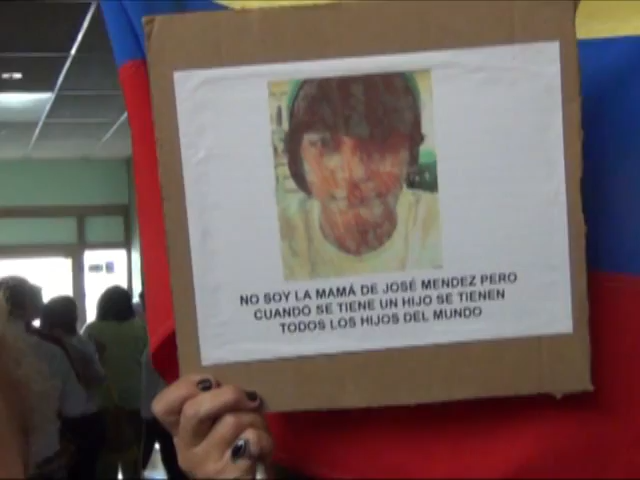 NO SOY LA MAMÁ DE JOSÉ MENDEZ PERO
CUANDO SE TIENE UN HIJO SE TIENEN
TODOS LOS HIJOS DEL MUNDO